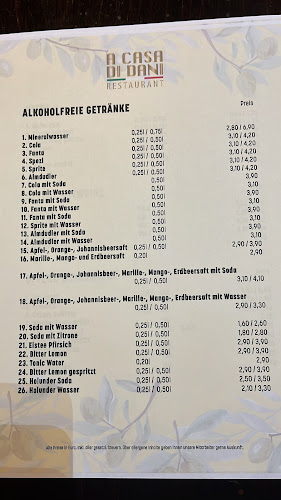 A CASA
DI DANI
RESTAURANT
ALKOHOLFREIE GETRÄNKE Preis
1. Mineralwasser 0,25l / 0,75l 2,80 / 6,90
2. Cola 0,25l / 0,50l 3,10 / 4,20
3. Fanta 0,25l / 0,50l 3,10 / 4,20
4. Spezi 0,25l / 0,50l 3,10 / 4,20
5. Sprite 0,25l / 0,50l 3,10 / 4,20
6. Almdudler 0,50l 3,90
7. Cola mit Soda 0,50l 3,10
8. Cola mit Wasser 0,50l 3,90
9. Fanta mit Soda 0,50l 3,10
10. Fanta mit Wasser 0,50l 3,90
11. Fante mit Soda 0,50l 3,10
12. Sprite mit Wasser 0,50l 3,90
13. Almdudler mit Soda 0,50l 3,10
14. Almdudler mit Wasser 0,50l 3,90
15. Apfel-, Orange-, Johannisbeersaft 0,25l / 0,50l 2,90 / 3,90
16. Marille-, Mango- und Erdbeersaft 0,50l 3,90
17. Apfel-, Orange-, Johannisbeer-, Marille-, Mango-, Erdbeersaft mit Soda
0,25l / 0,50l 3,10 / 4,10
18. Apfel-, Orange-, Johannisbeer-, Marille-, Mango-, Erdbeersaft mit Wasser
0,25l / 0,50l 2,90 / 3,30
19. Soda mit Wasser 0,25l / 0,50l 1,60 / 2,60
20. Soda mit Zitrone 0,25l / 0,50l 1,80 / 2,80
21. Eistee Pfirsich 0,25l / 0,50l 2,90 / 3,90
22. Bitter Lemon 0,25l / 0,50l 2,90 / 3,90
23. Tonic Water 0,20l 2,90
24. Bitter Lemon gespritzt 0,25l / 0,50l 2,90 / 3,90
25. Holunder Soda 0,25l / 0,50l 2,50 / 3,50
26. Holunder Wasser 0,25l / 0,50l 2,10 / 3,30